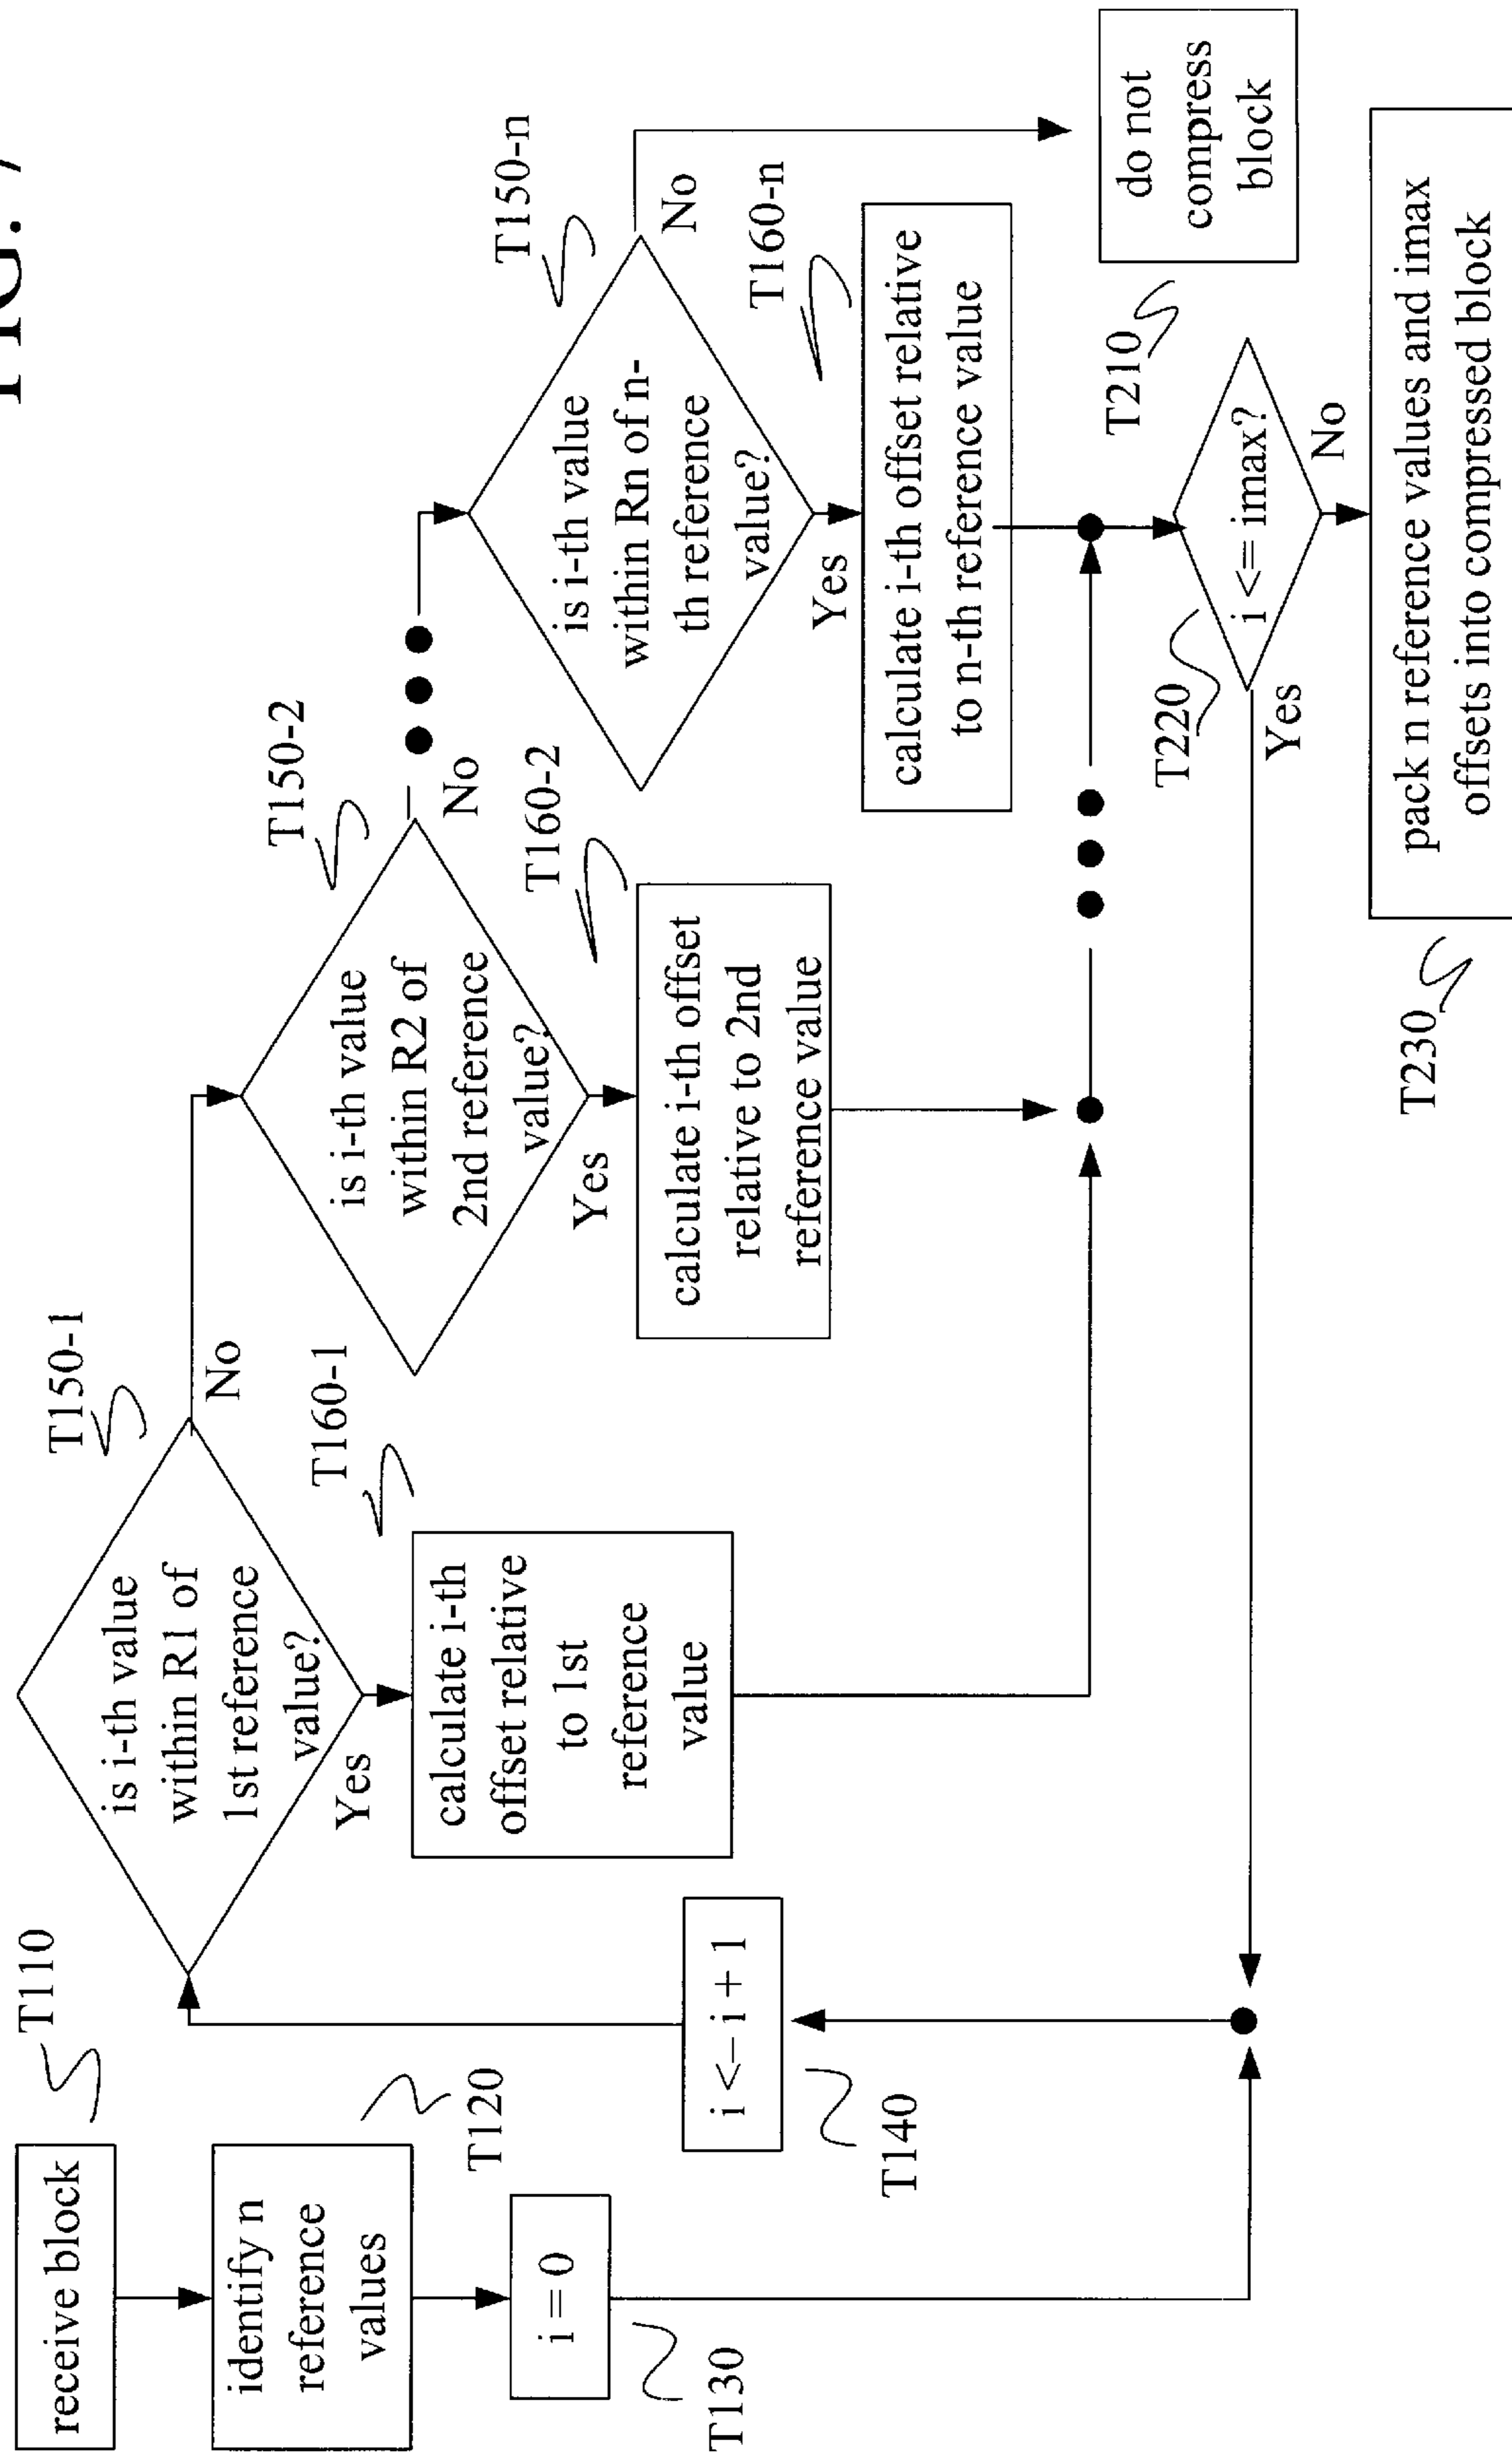 FIG. 7
receive block
T110
identify n
reference
values
T120
i = 0
T130
i <– i + 1
T140
is i-th value
within R1 of
1st reference
value?
T150-1
No
Yes
calculate i-th
offset relative
to 1st
reference
value
T160-1
is i-th value
within R2 of
2nd reference
value?
T150-2
No
Yes
calculate i-th offset
relative to 2nd
reference value
T160-2
is i-th value
within Rn of n-
th reference
value?
T150-n
No
Yes
calculate i-th offset relative
to n-th reference value
T160-n
do not
compress
block
T210
i <= imax?
T220
Yes
No
pack n reference values and imax
offsets into compressed block
T230